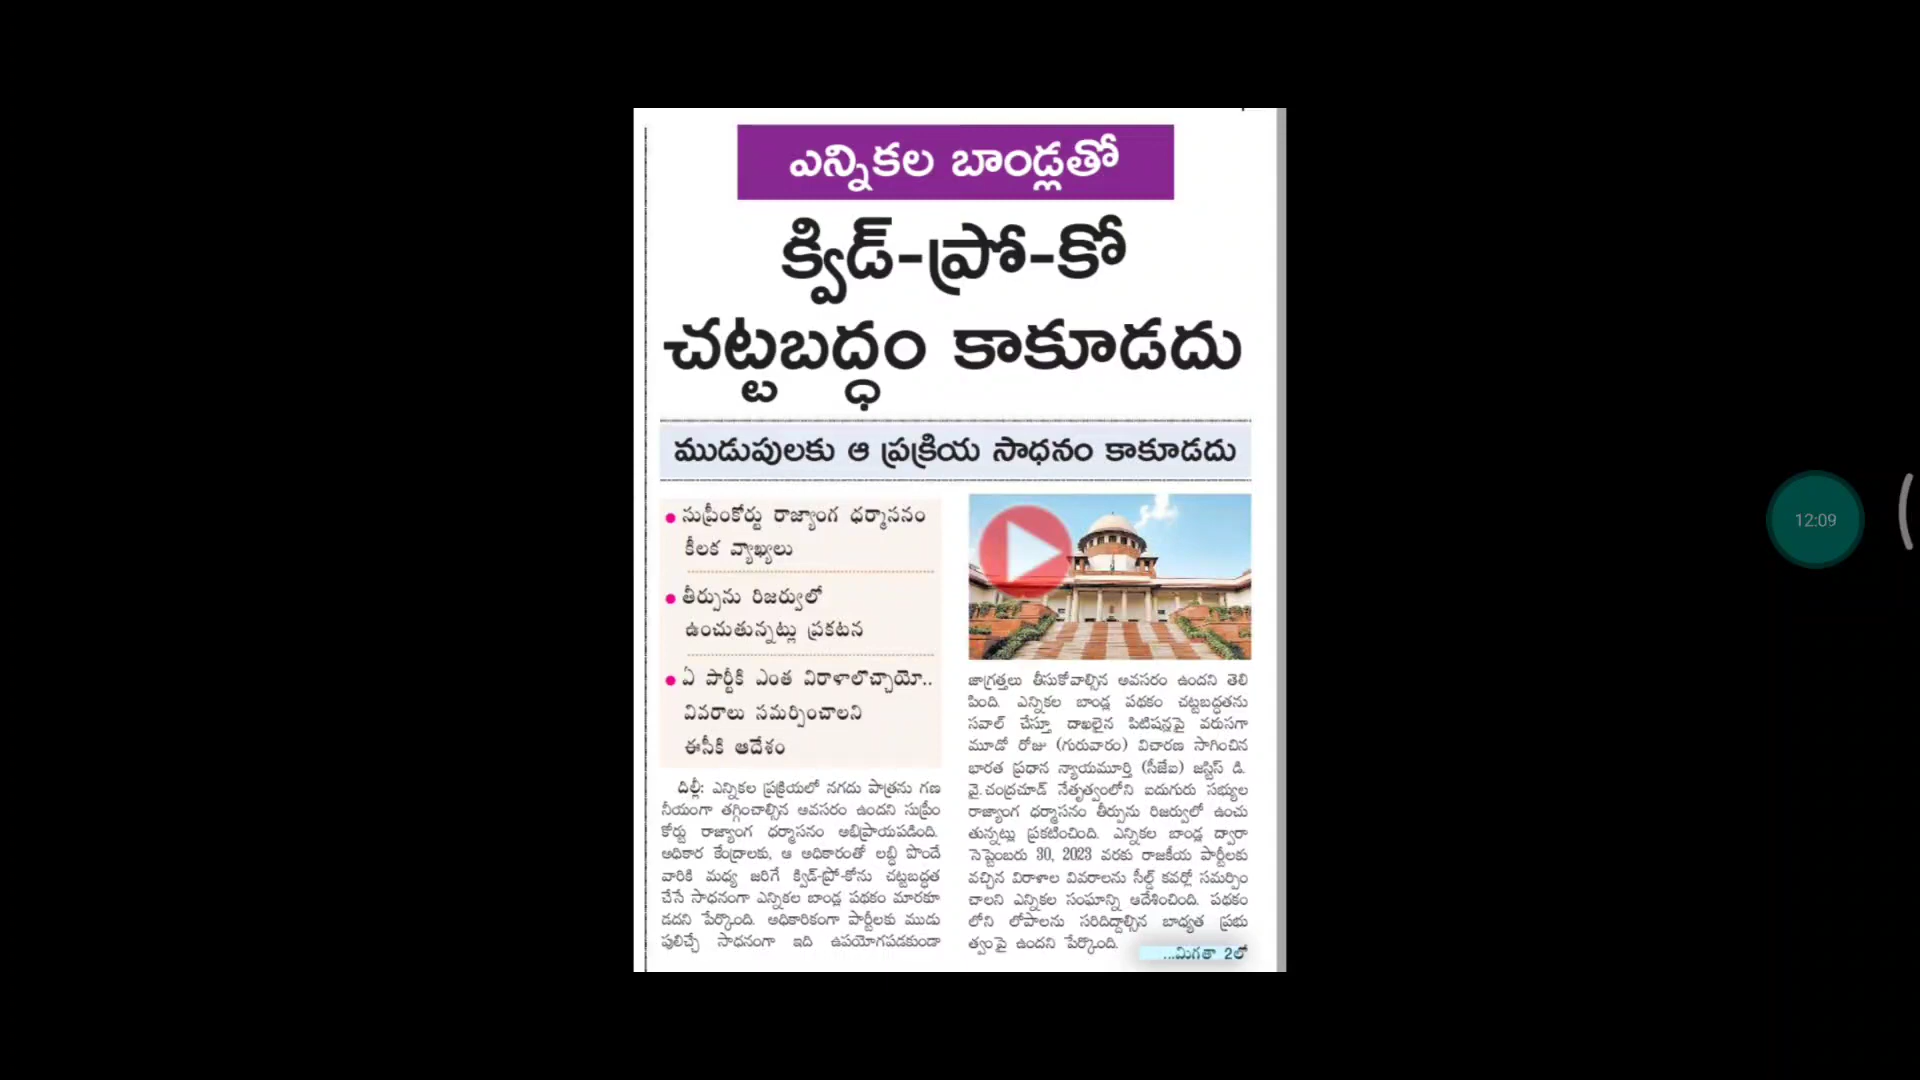 ఎన్నికల బాండ్లతో
క్విడ్-ప్రో-కో
చట్టబద్ధం కాకూడదు
ముడుపులకు ఆ ప్రక్రియ సాధనం కాకూడదు
● సుప్రీంకోర్టు రాజ్యాంగ ధర్మాసనం
కీలక వ్యాఖ్యలు
● తీర్పును రిజర్వులో
ఉంచుతున్నట్లు ప్రకటన
● ఏ పార్టీకి ఎంత విరాళాలొచ్చాయో..
వివరాలు సమర్పించాలని
ఈసీకి ఆదేశం
దిల్లీ: ఎన్నికల ప్రక్రియలో నగదు పాత్రను గణ
నీయంగా తగ్గించాల్సిన అవసరం ఉందని సుప్రీం
కోర్టు రాజ్యాంగ ధర్మాసనం అభిప్రాయపడింది.
అధికార కేంద్రాలకు, ఆ అధికారంతో లబ్ధి పొందే
వారికి మధ్య జరిగే క్విడ్-ప్రో-కోను చట్టబద్ధత
చేసే సాధనంగా ఎన్నికల బాండ్ల పథకం మారకూ
డదని పేర్కొంది. అధికారికంగా పార్టీలకు ముడు
పులిచ్చే సాధనంగా ఇది ఉపయోగపడకుండా
జాగ్రత్తలు తీసుకోవాల్సిన అవసరం ఉందని తెలి
పింది. ఎన్నికల బాండ్ల పథకం చట్టబద్ధతను
సవాల్ చేస్తూ దాఖలైన పిటిషన్లపై వరుసగా
మూడో రోజు (గురువారం) విచారణ సాగించిన
భారత ప్రధాన న్యాయమూర్తి (సీజేఐ) జస్టిస్ డి.
వై.చంద్రచూడ్ నేతృత్వంలోని ఐదుగురు సభ్యుల
రాజ్యాంగ ధర్మాసనం తీర్పును రిజర్వులో ఉంచు
తున్నట్లు ప్రకటించింది. ఎన్నికల బాండ్ల ద్వారా
సెప్టెంబరు 30, 2023 వరకు రాజకీయ పార్టీలకు
వచ్చిన విరాళాల వివరాలను సీల్డ్ కవర్లో సమర్పిం
చాలని ఎన్నికల సంఘాన్ని ఆదేశించింది. పథకం
లోని లోపాలను సరిదిద్దాల్సిన బాధ్యత ప్రభు
త్వంపై ఉందని పేర్కొంది.
...మిగతా 2లో
12:09